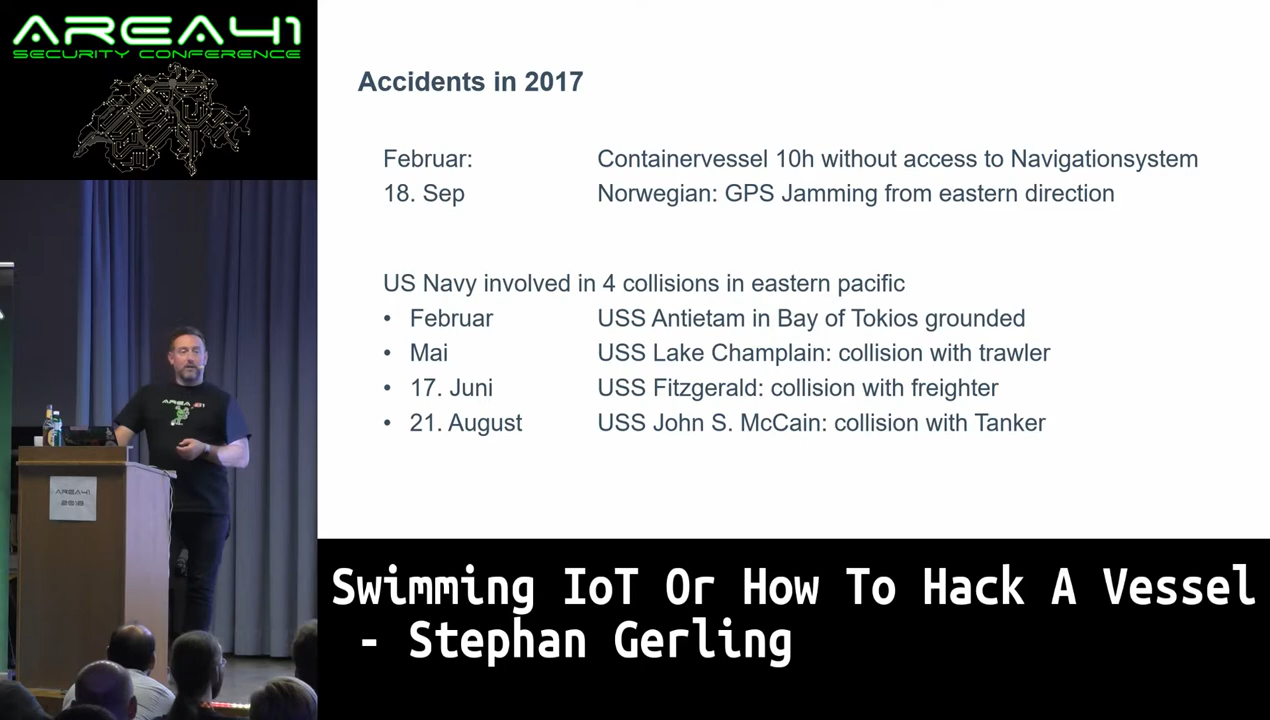 AREA41
SECURITY CONFERENCE
Accidents in 2017
Februar: Containervessel 10h without access to Navigationsystem
18. Sep Norwegian: GPS Jamming from eastern direction
US Navy involved in 4 collisions in eastern pacific
• Februar USS Antietam in Bay of Tokios grounded
• Mai USS Lake Champlain: collision with trawler
• 17. Juni USS Fitzgerald: collision with freighter
• 21. August USS John S. McCain: collision with Tanker
AREA41
AREA41
2018
Swimming IoT Or How To Hack A Vessel
- Stephan Gerling